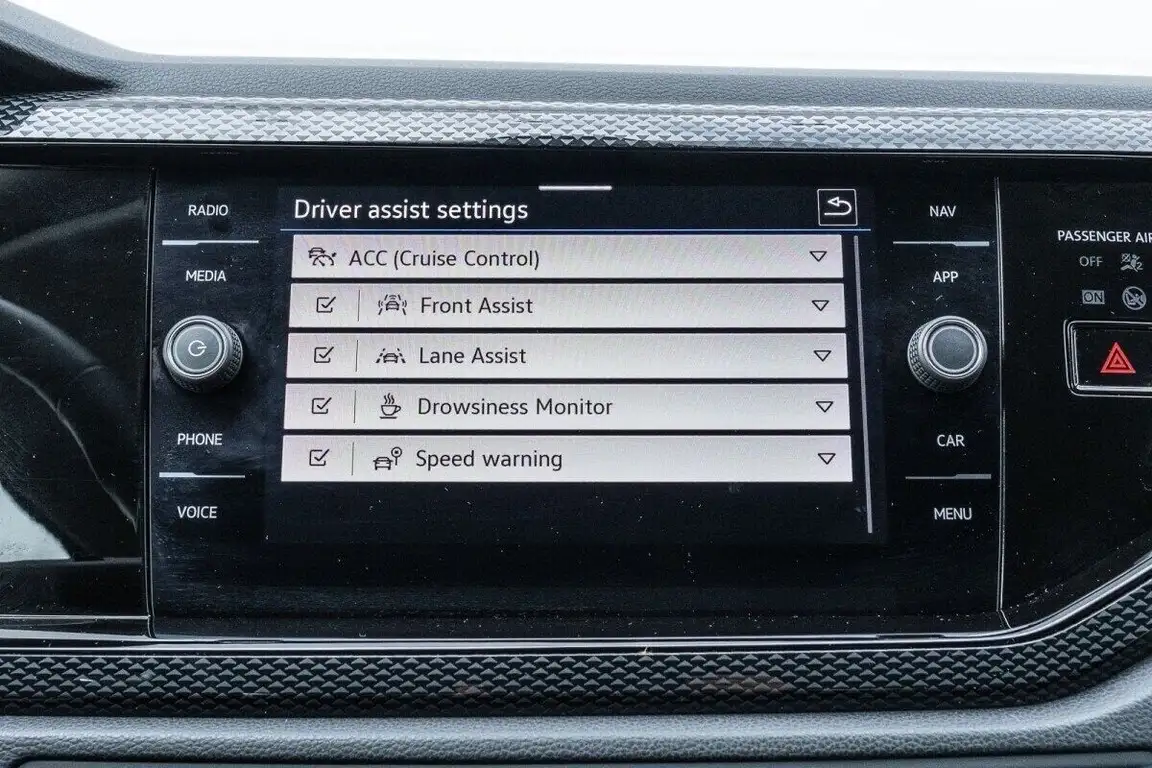 RADIO
MEDIA
PHONE
VOICE
Driver assist settings
ACC (Cruise Control)
Front Assist
Lane Assist
Drowsiness Monitor
Speed warning
NAV
APP
CAR
MENU
PASSENGER AIR
OFF
ON